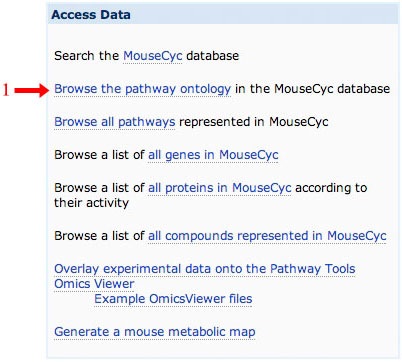 Access Data
Search the MouseCyc database
1 Browse the pathway ontology in the MouseCyc database
Browse all pathways represented in MouseCyc
Browse a list of all genes in MouseCyc
Browse a list of all proteins in MouseCyc according to
their activity
Browse a list of all compounds represented in MouseCyc
Overlay experimental data onto the Pathway Tools
Omics Viewer
Example OmicsViewer files
Generate a mouse metabolic map